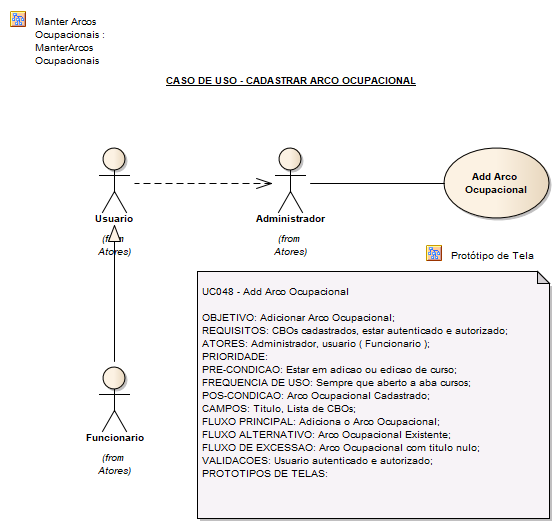 Manter Arcos
Ocupacionais :
ManterArcos
Ocupacionais
CASO DE USO - CADASTRAR ARCO OCUPACIONAL
Usuario
(from
Atores)
Administrador
(from
Atores)
Add Arco
Ocupacional
Protótipo de Tela
Funcionario
(from
Atores)
UC048 - Add Arco Ocupacional
OBJETIVO: Adicionar Arco Ocupacional;
REQUISITOS: CBOs cadastrados, estar autenticado e autorizado;
ATORES: Administrador, usuario ( Funcionario );
PRIORIDADE:
PRE-CONDICAO: Estar em adicao ou edicao de curso;
FREQUENCIA DE USO: Sempre que aberto a aba cursos;
POS-CONDICAO: Arco Ocupacional Cadastrado;
CAMPOS: Titulo, Lista de CBOs;
FLUXO PRINCIPAL: Adiciona o Arco Ocupacional;
FLUXO ALTERNATIVO: Arco Ocupacional Existente;
FLUXO DE EXCESSAO: Arco Ocupacional com titulo nulo;
VALIDACOES: Usuario autenticado e autorizado;
PROTOTIPOS DE TELAS: